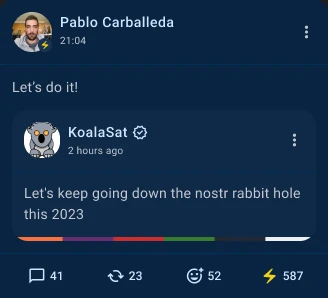 Pablo Carballeda
21:04
Let's do it!
KoalaSat
2 hours ago
Let's keep going down the nostr rabbit hole
this 2023
41 23 52 587